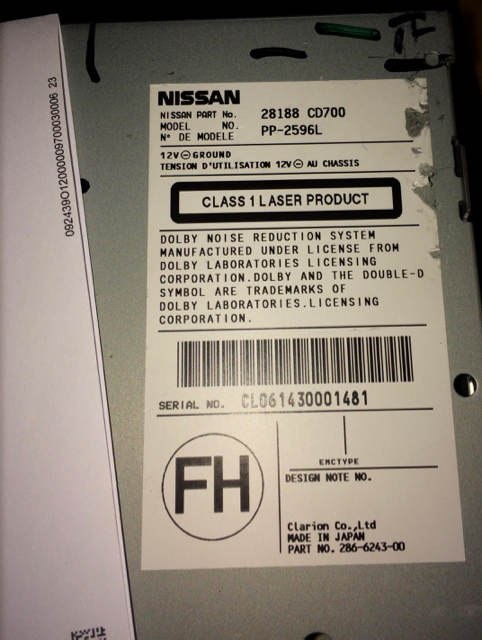 092439O12000009700030006 23
NISSAN
NISSAN PART No. 28188 CD700
MODEL NO. PP-2596L
N° DE MODELE
12V⊖GROUND
TENSION D'UTILISATION 12V⊖ AU CHASSIS
CLASS 1 LASER PRODUCT
DOLBY NOISE REDUCTION SYSTEM
MANUFACTURED UNDER LICENSE FROM
DOLBY LABORATORIES LICENSING
CORPORATION.DOLBY AND THE DOUBLE-D
SYMBOL ARE TRADEMARKS OF
DOLBY LABORATORIES.LICENSING
CORPORATION.
SERIAL NO. CL061430001481
FH
EMCTYPE
DESIGN NOTE NO.
Clarion Co.,Ltd
MADE IN JAPAN
PART NO. 286-6243-00